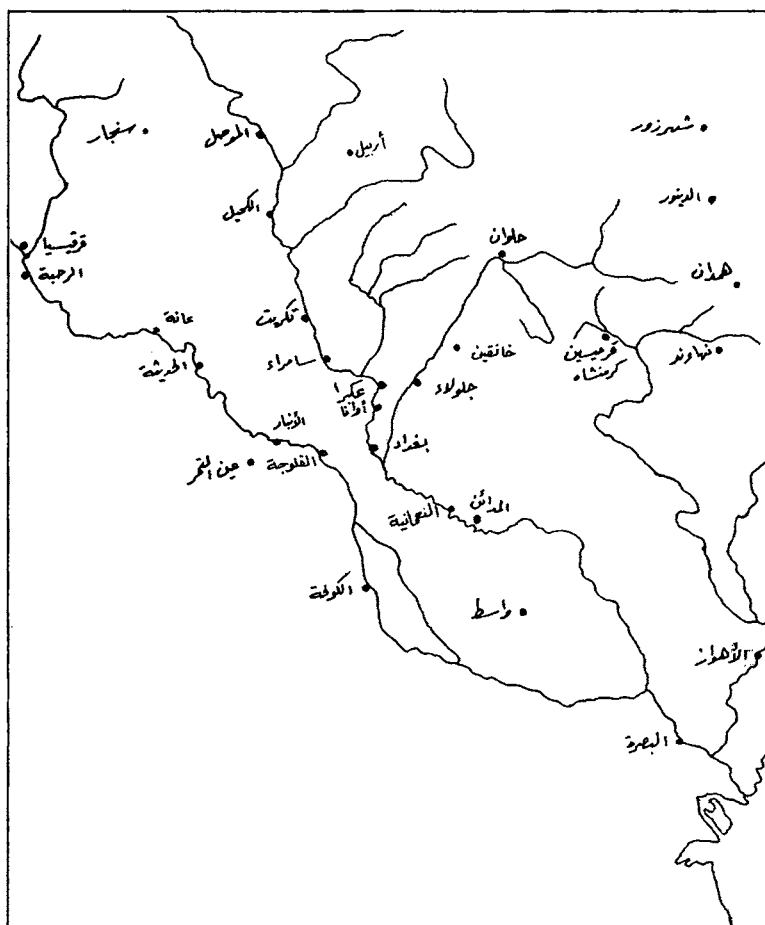 شهرزور
سنجار
الموصل
أربيل
الدينور
الكحيل
قرقيسيا
الرحبة
حلوان
همدان
تكريت
عانة
سامراء
خانقين
قرميسين
كرمنشاه
نهاوند
الحديثة
عكبرا
أوانا
جلولاء
الأنبار
بغداد
الفلوجة
عين التمر
المدائن
النعمانية
الكوفة
واسط
الأهواز
البصرة